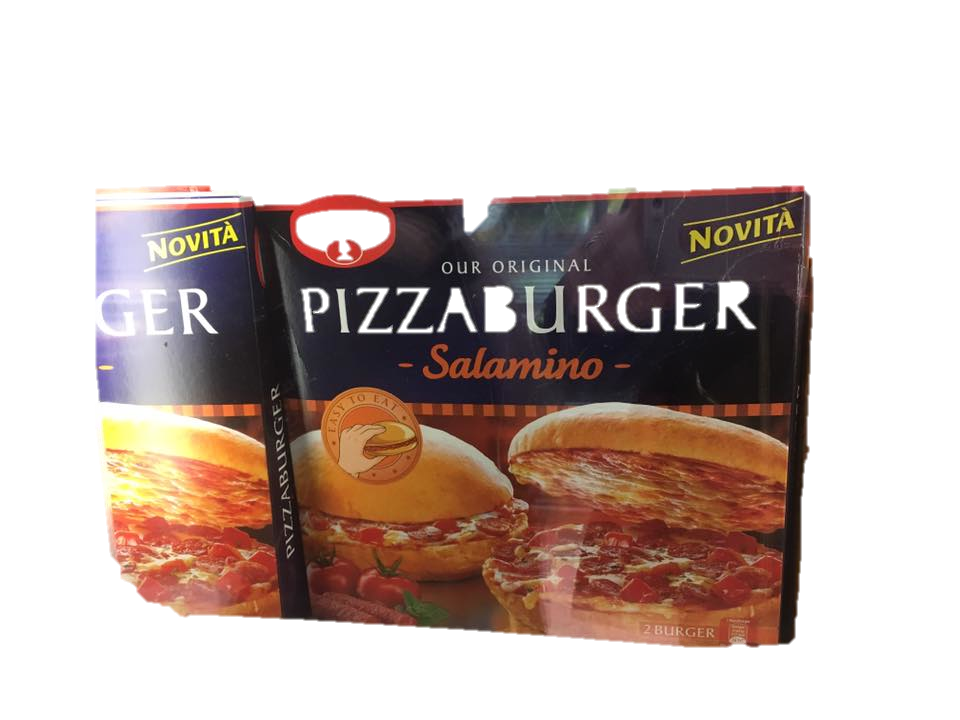 NOVITÀ
GER
PIZZABURGER
NOVITÀ
OUR ORIGINAL
PIZZABURGER
- Salamino -
EASY TO EAT
2 BURGER